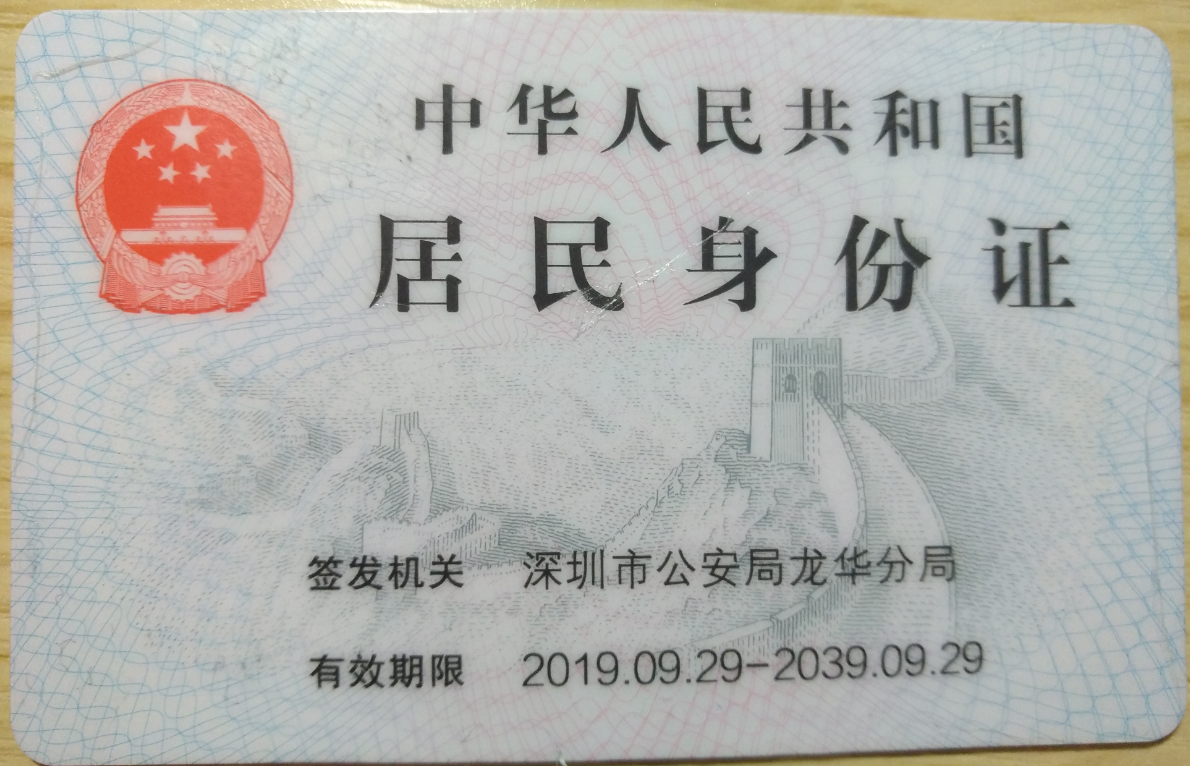 中华人民共和国
居民身份证
签发机关 深圳市公安局龙华分局
有效期限 2019.09.29-2039.09.29